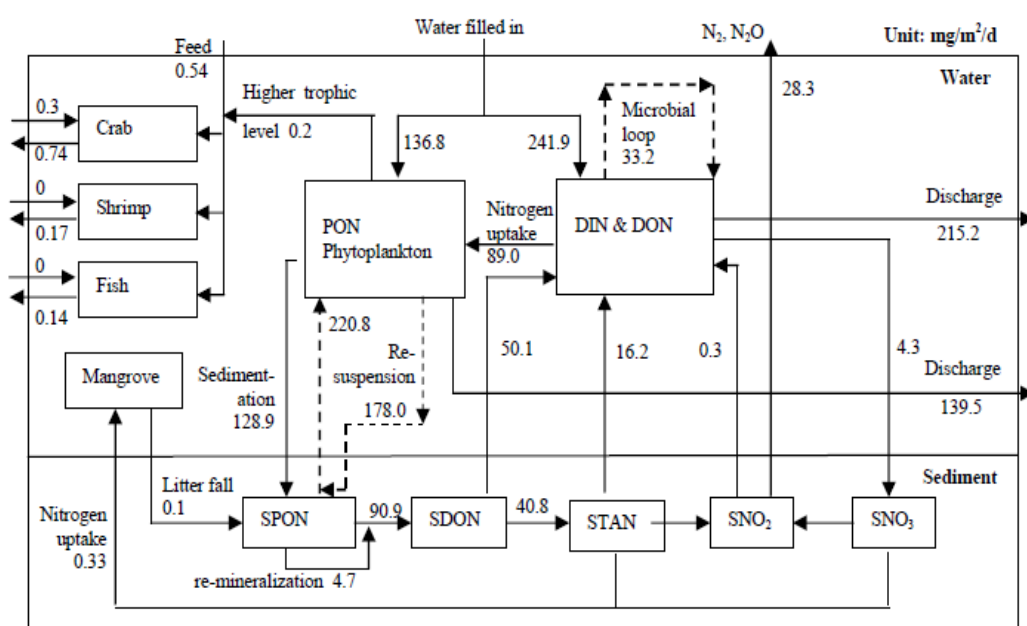 Water filled in
N₂, N₂O
Unit: mg/m²/d
Feed
0.54
Water
0.3
Crab
0.74
Higher trophic
level 0.2
136.8
241.9
Microbial
loop
33.2
28.3
0
Shrimp
0.17
PON
Phytoplankton
Nitrogen
uptake
89.0
DIN & DON
Discharge
215.2
0
Fish
0.14
220.8
Re-
suspension
178.0
50.1
16.2
0.3
4.3
Mangrove
Sediment-
ation
128.9
Discharge
139.5
Sediment
Litter fall
0.1
Nitrogen
uptake
0.33
SPON
90.9
SDON
40.8
STAN
SNO₂
SNO₃
re-mineralization 4.7